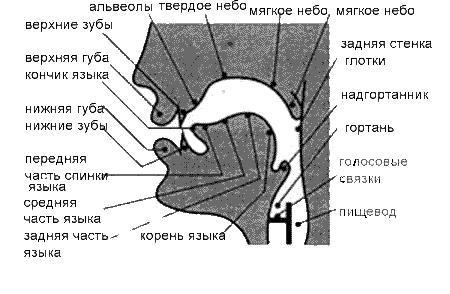 альвеолы твердое небо мягкое небо мягкое небо
верхние зубы
верхняя губа
кончик языка
нижняя губа
нижние зубы
передняя
часть спинки
языка
средняя
часть языка
задняя часть
языка
корень языка
задняя стенка
глотки
надгортанник
гортань
голосовые
связки
пищевод